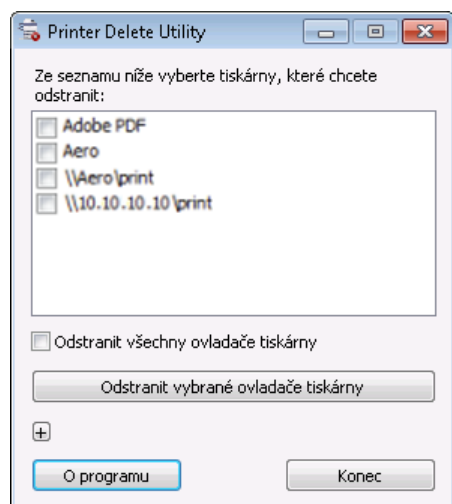 Printer Delete Utility
Ze seznamu níže vyberte tiskárny, které chcete
odstranit:
Adobe PDF
Aero
\\Aero\print
\\10.10.10.10\print
Odstranit všechny ovladače tiskárny
Odstranit vybrané ovladače tiskárny
O programu
Konec